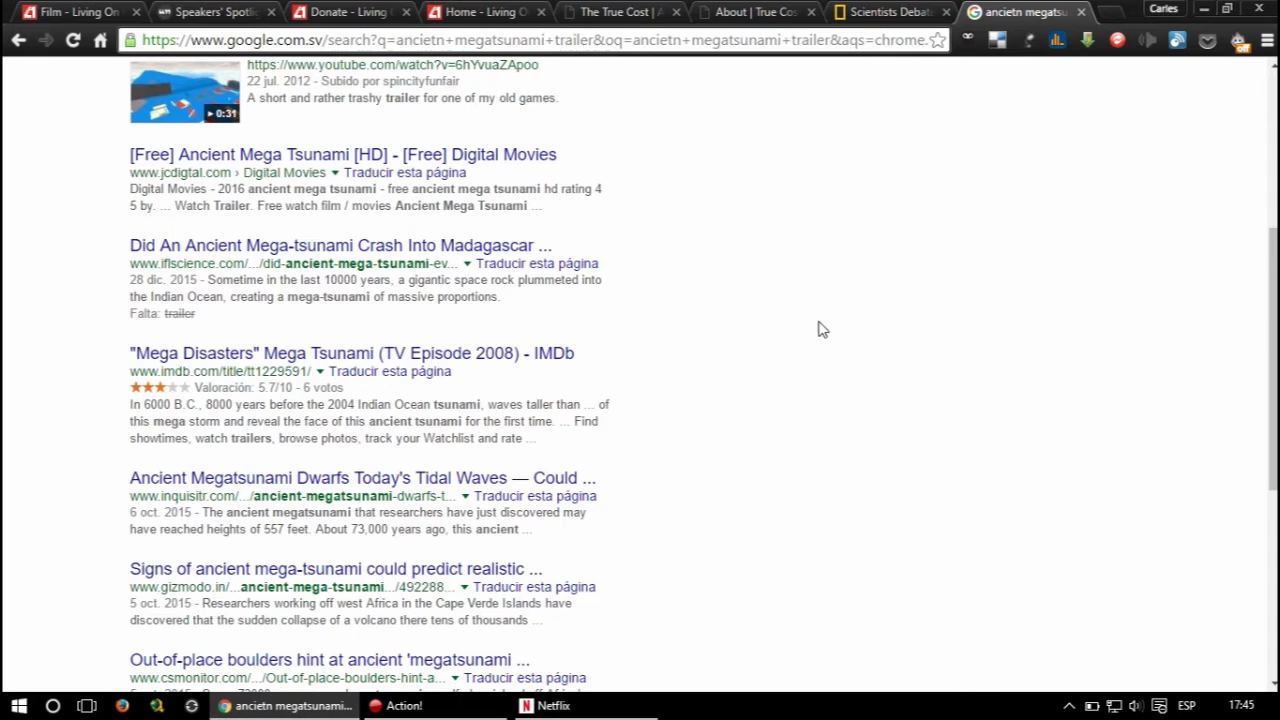 Film - Living On
Speakers' Spotli
Donate - Living
Home - Living O
The True Cost | A
About | True Cos
Scientists Debat
ancietn megatsu
Carles
https://www.google.com.sv/search?q=ancietn+megatsunami+trailer&oq=ancietn+megatsunami+trailer&aqs=chrome.
off
https://www.youtube.com/watch?v=6hYvuaZApoo
22 jul. 2012 - Subido por spincityfunfair
A short and rather trashy trailer for one of my old games.
0:31
[Free] Ancient Mega Tsunami [HD] - [Free] Digital Movies
www.jcdigtal.com › Digital Movies ▼ Traducir esta página
Digital Movies - 2016 ancient mega tsunami - free ancient mega tsunami hd rating 4
5 by. ... Watch Trailer. Free watch film / movies Ancient Mega Tsunami ...
Did An Ancient Mega-tsunami Crash Into Madagascar ...
www.iflscience.com/.../did-ancient-mega-tsunami-ev... ▼ Traducir esta página
28 dic. 2015 - Sometime in the last 10000 years, a gigantic space rock plummeted into
the Indian Ocean, creating a mega-tsunami of massive proportions.
Falta: trailer
"Mega Disasters" Mega Tsunami (TV Episode 2008) - IMDb
www.imdb.com/title/tt1229591/ ▼ Traducir esta página
Valoración: 5.7/10 - 6 votos
In 6000 B.C., 8000 years before the 2004 Indian Ocean tsunami, waves taller than ... of
this mega storm and reveal the face of this ancient tsunami for the first time. ... Find
showtimes, watch trailers, browse photos, track your Watchlist and rate ...
Ancient Megatsunami Dwarfs Today's Tidal Waves — Could ...
www.inquisitr.com/.../ancient-megatsunami-dwarfs-t... ▼ Traducir esta página
6 oct. 2015 - The ancient megatsunami that researchers have just discovered may
have reached heights of 557 feet. About 73,000 years ago, this ancient ...
Signs of ancient mega-tsunami could predict realistic ...
www.gizmodo.in/...ancient-mega-tsunami.../492288... ▼ Traducir esta página
5 oct. 2015 - Researchers working off west Africa in the Cape Verde Islands have
discovered that the sudden collapse of a volcano there tens of thousands ...
Out-of-place boulders hint at ancient 'megatsunami ...
www.csmonitor.com/.../Out-of-place-boulders-hint-a... ▼ Traducir esta página
ancietn megatsunami...
Action!
Netflix
ESP
17:45